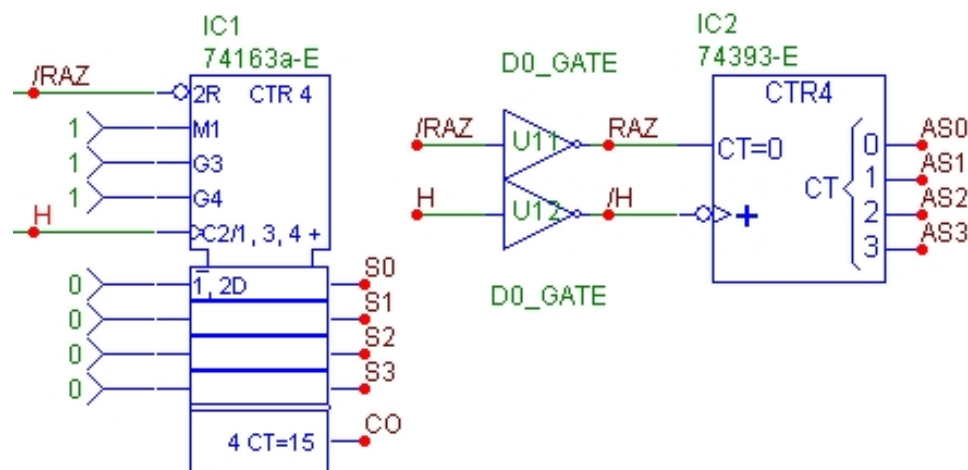 IC1
74163a-E
/RAZ
2R
CTR 4
1
M1
1
G3
1
G4
H
C2/1, 3, 4 +
0
1̅, 2D
S0
0
S1
0
S2
0
S3
4 CT=15
CO
D0_GATE
/RAZ
U11
RAZ
H
U12
/H
D0_GATE
IC2
74393-E
CTR4
CT=0
+
CT
0
AS0
1
AS1
2
AS2
3
AS3